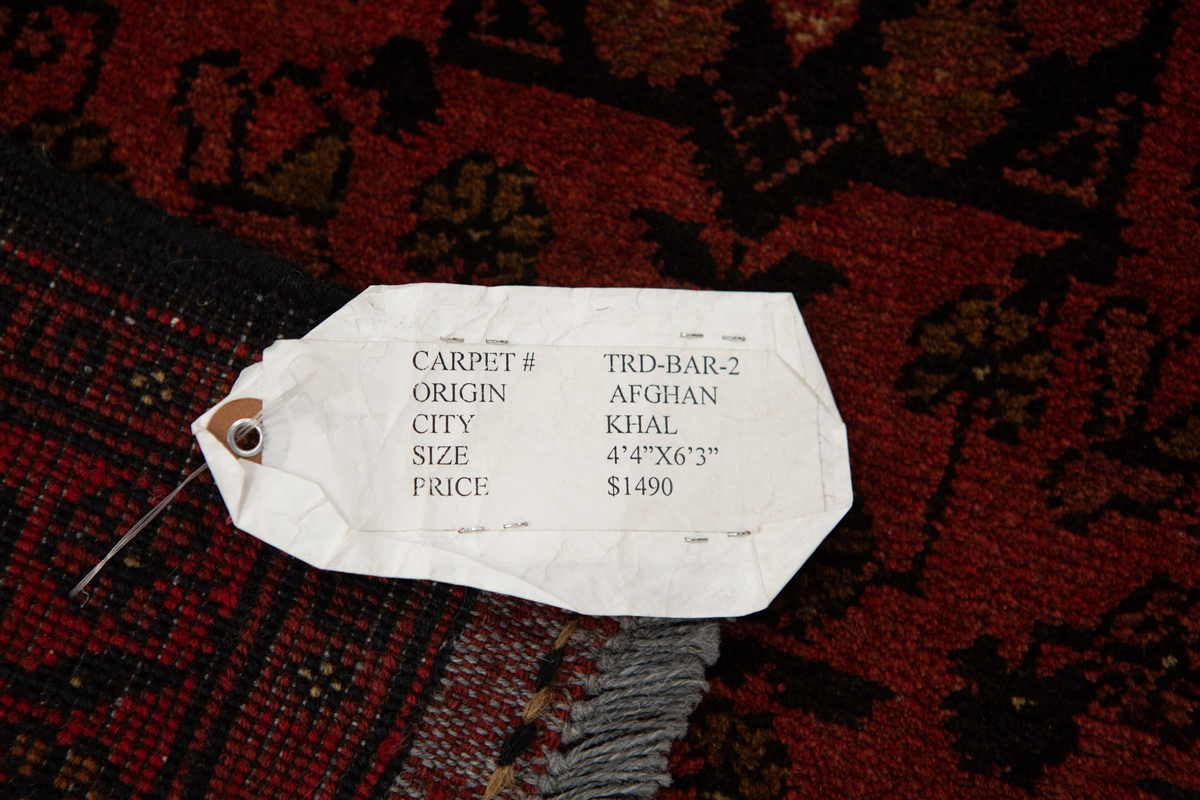 CARPET # TRD-BAR-2
ORIGIN AFGHAN
CITY KHAL
SIZE 4’4”X6’3”
PRICE $1490